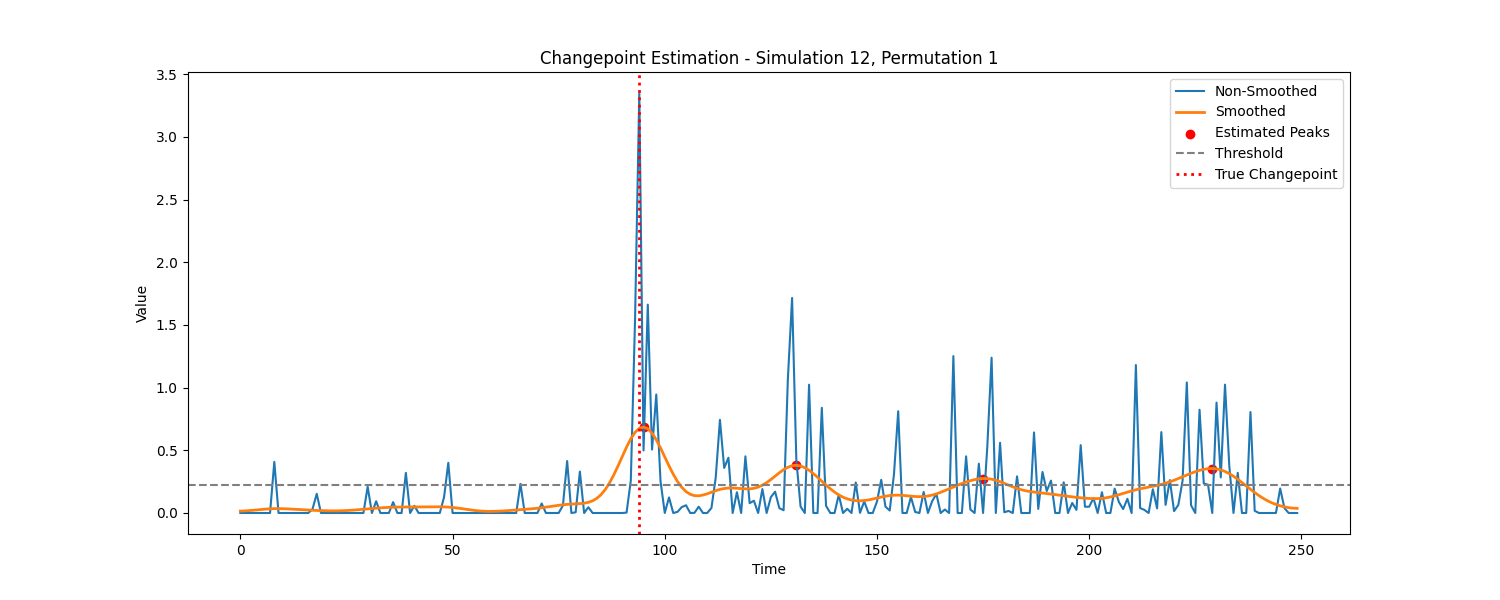 Changepoint Estimation - Simulation 12, Permutation 1
Value
3.5
3.0
2.5
2.0
1.5
1.0
0.5
0.0
Non-Smoothed
Smoothed
Estimated Peaks
Threshold
True Changepoint
0
50
100
150
200
250
Time